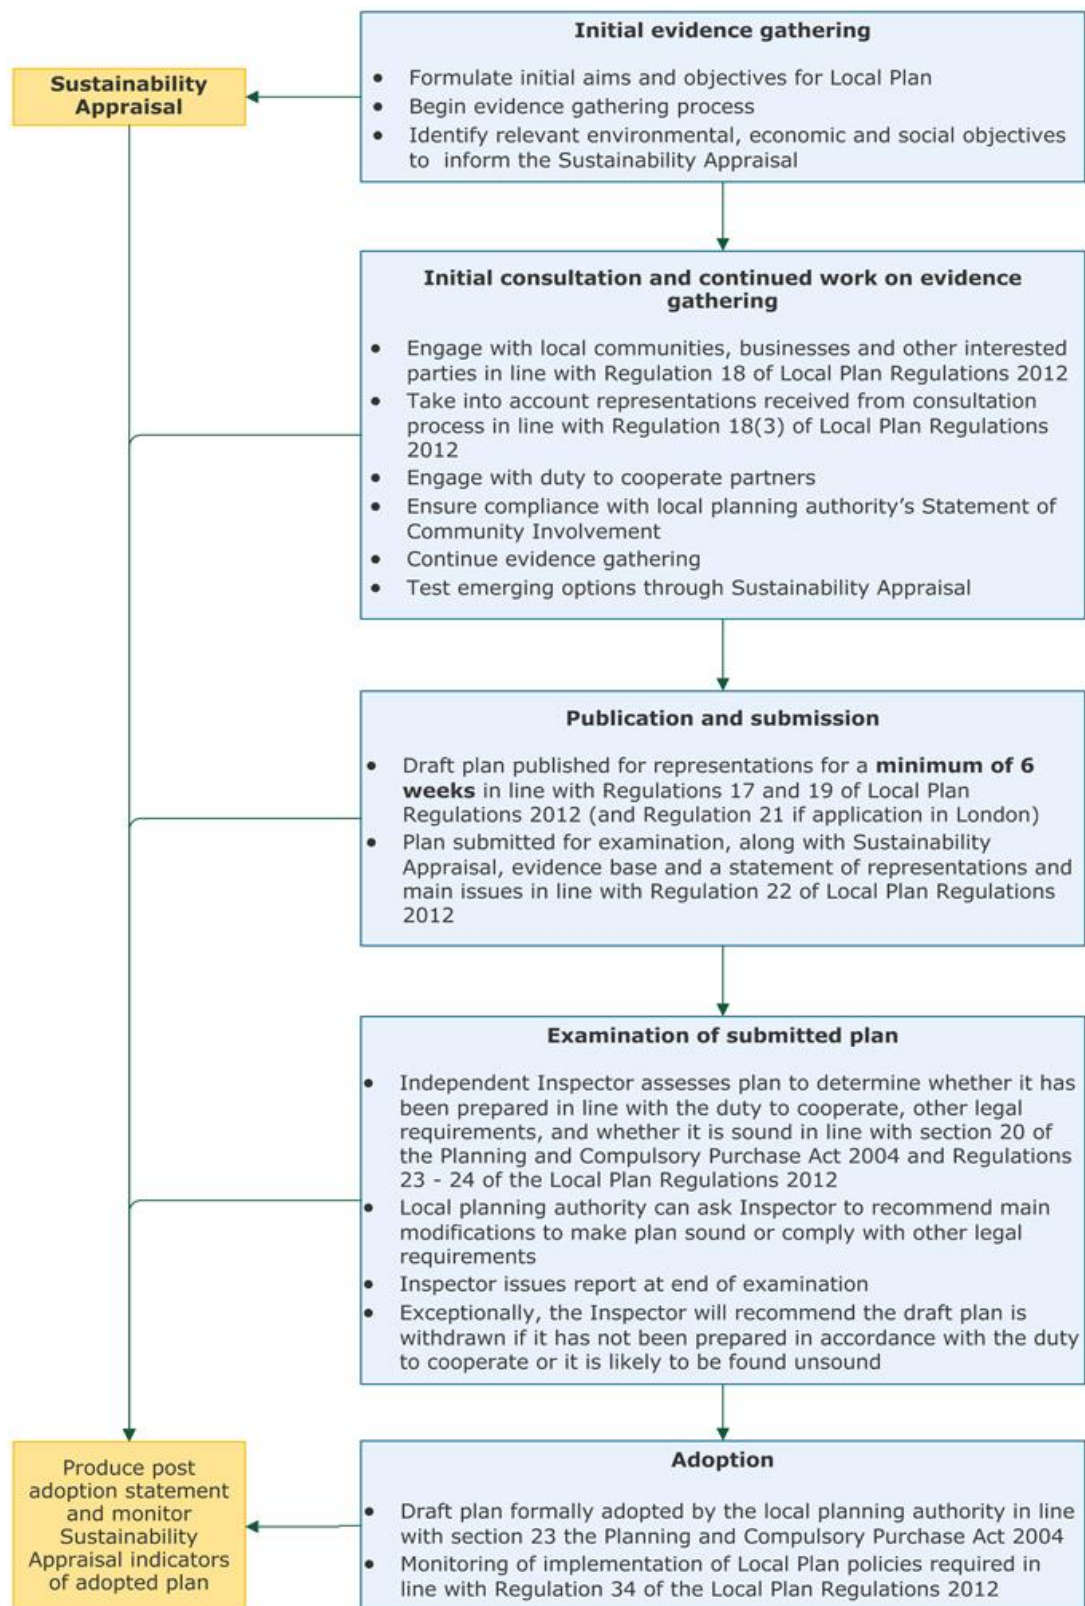 Initial evidence gathering
• Formulate initial aims and objectives for Local Plan
• Begin evidence gathering process
• Identify relevant environmental, economic and social objectives
to inform the Sustainability Appraisal
Sustainability
Appraisal
Initial consultation and continued work on evidence
gathering
• Engage with local communities, businesses and other interested
parties in line with Regulation 18 of Local Plan Regulations 2012
• Take into account representations received from consultation
process in line with Regulation 18(3) of Local Plan Regulations
2012
• Engage with duty to cooperate partners
• Ensure compliance with local planning authority’s Statement of
Community Involvement
• Continue evidence gathering
• Test emerging options through Sustainability Appraisal
Publication and submission
• Draft plan published for representations for a minimum of 6
weeks in line with Regulations 17 and 19 of Local Plan
Regulations 2012 (and Regulation 21 if application in London)
• Plan submitted for examination, along with Sustainability
Appraisal, evidence base and a statement of representations and
main issues in line with Regulation 22 of Local Plan Regulations
2012
Examination of submitted plan
• Independent Inspector assesses plan to determine whether it has
been prepared in line with the duty to cooperate, other legal
requirements, and whether it is sound in line with section 20 of
the Planning and Compulsory Purchase Act 2004 and Regulations
23 - 24 of the Local Plan Regulations 2012
• Local planning authority can ask Inspector to recommend main
modifications to make plan sound or comply with other legal
requirements
• Inspector issues report at end of examination
• Exceptionally, the Inspector will recommend the draft plan is
withdrawn if it has not been prepared in accordance with the duty
to cooperate or it is likely to be found unsound
Adoption
• Draft plan formally adopted by the local planning authority in line
with section 23 the Planning and Compulsory Purchase Act 2004
• Monitoring of implementation of Local Plan policies required in
line with Regulation 34 of the Local Plan Regulations 2012
Produce post
adoption statement
and monitor
Sustainability
Appraisal indicators
of adopted plan